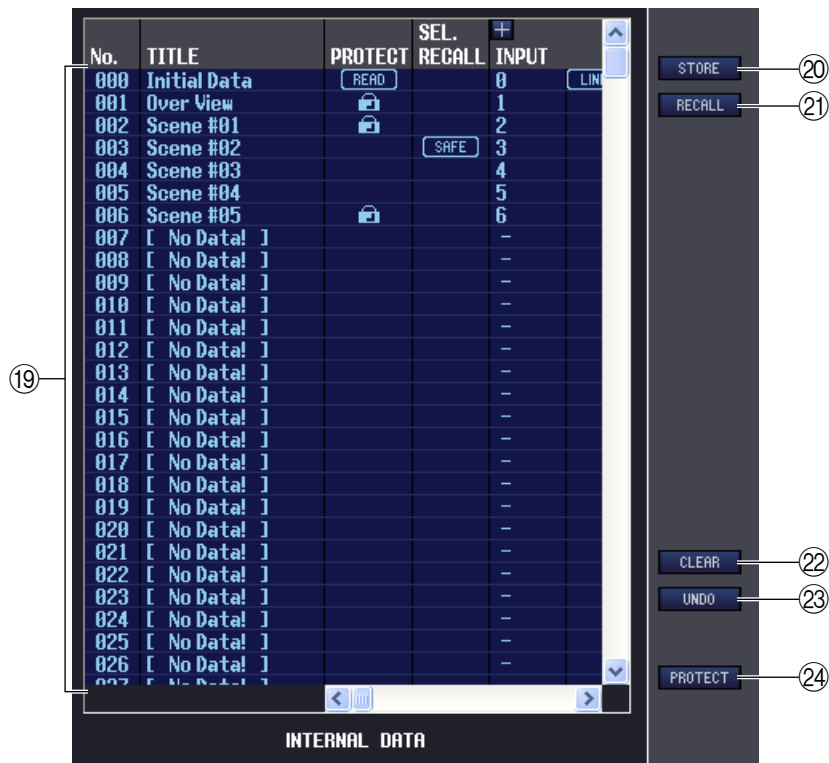 SEL. +
No. TITLE PROTECT RECALL INPUT
000 Initial Data READ 0
001 Over View 1
002 Scene #01 2
003 Scene #02 SAFE 3
004 Scene #03 4
005 Scene #04 5
006 Scene #05 6
007 [ No Data! ] -
008 [ No Data! ] -
009 [ No Data! ] -
010 [ No Data! ] -
011 [ No Data! ] -
012 [ No Data! ] -
013 [ No Data! ] -
014 [ No Data! ] -
015 [ No Data! ] -
016 [ No Data! ] -
017 [ No Data! ] -
018 [ No Data! ] -
019 [ No Data! ] -
020 [ No Data! ] -
021 [ No Data! ] -
022 [ No Data! ] -
023 [ No Data! ] -
024 [ No Data! ] -
025 [ No Data! ] -
026 [ No Data! ] -
027 [ No Data! ]
INTERNAL DATA
⑲
STORE ⑳
RECALL ㉑
CLEAR ㉒
UNDO ㉓
PROTECT ㉔